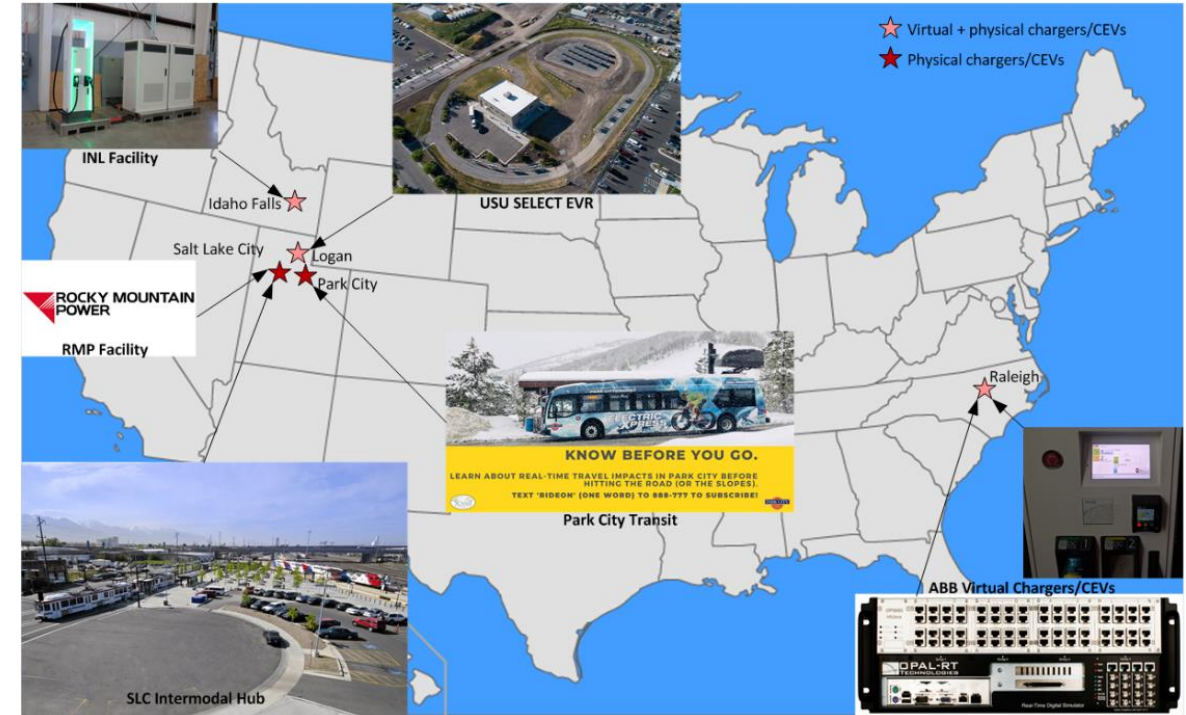 Virtual + physical chargers/CEVs
Physical chargers/CEVs
INL Facility
USU SELECT EVR
Idaho Falls
Salt Lake City
Logan
Park City
ROCKY MOUNTAIN
POWER
RMP Facility
Raleigh
ELECTRIC
XPRESS
KNOW BEFORE YOU GO.
LEARN ABOUT REAL-TIME TRAVEL IMPACTS IN PARK CITY BEFORE
HITTING THE ROAD (OR THE SLOPES).
TEXT 'RIDEON' (ONE WORD) TO 888-777 TO SUBSCRIBE!
Park City Transit
ABB Virtual Chargers/CEVs
OPAL-RT
TECHNOLOGIES
Real-Time Digital Simulator
SLC Intermodal Hub